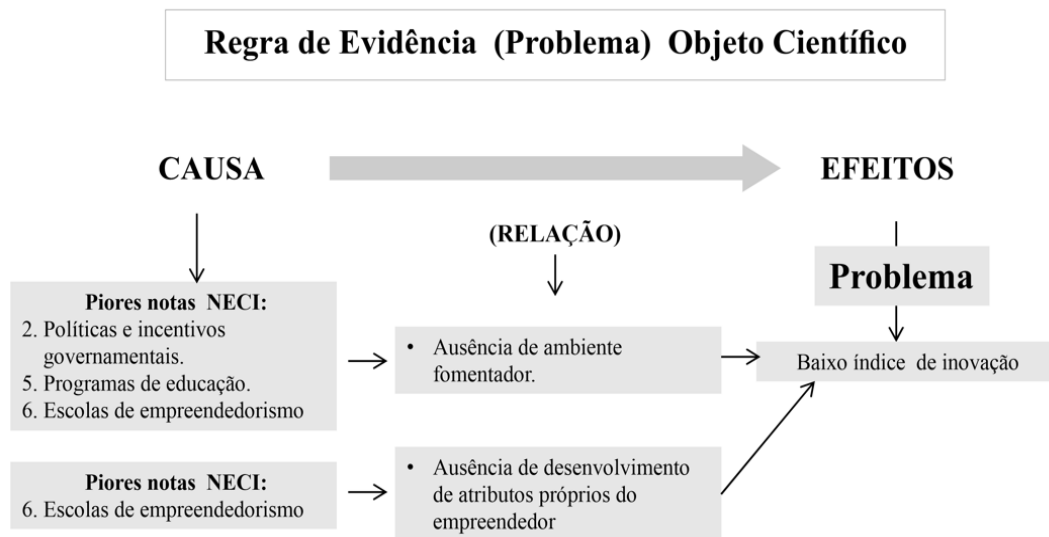 Regra de Evidência (Problema) Objeto Científico
CAUSA
EFEITOS
(RELAÇÃO)
Problema
Piores notas NECI:
2. Políticas e incentivos
governamentais.
5. Programas de educação.
6. Escolas de empreendedorismo
• Ausência de ambiente
fomentador.
Baixo índice de inovação
Piores notas NECI:
6. Escolas de empreendedorismo
• Ausência de desenvolvimento
de atributos próprios do
empreendedor